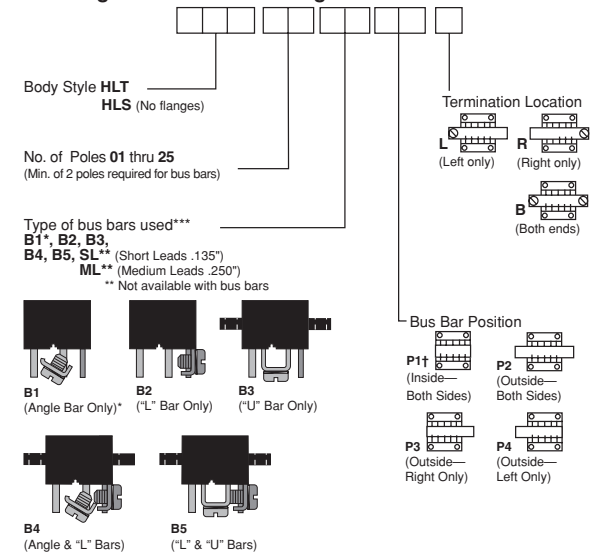 Body Style HLT
HLS (No flanges)
No. of Poles 01 thru 25
(Min. of 2 poles required for bus bars)
Type of bus bars used***
B1*, B2, B3,
B4, B5, SL** (Short Leads .135")
ML** (Medium Leads .250")
** Not available with bus bars
B1
(Angle Bar Only)*
B2
("L" Bar Only)
B3
("U" Bar Only)
B4
(Angle & "L" Bars)
B5
("L" & "U" Bars)
Termination Location
L
(Left only)
R
(Right only)
B
(Both ends)
Bus Bar Position
P1†
(Inside—
Both Sides)
P2
(Outside—
Both Sides)
P3
(Outside—
Right Only)
P4
(Outside—
Left Only)